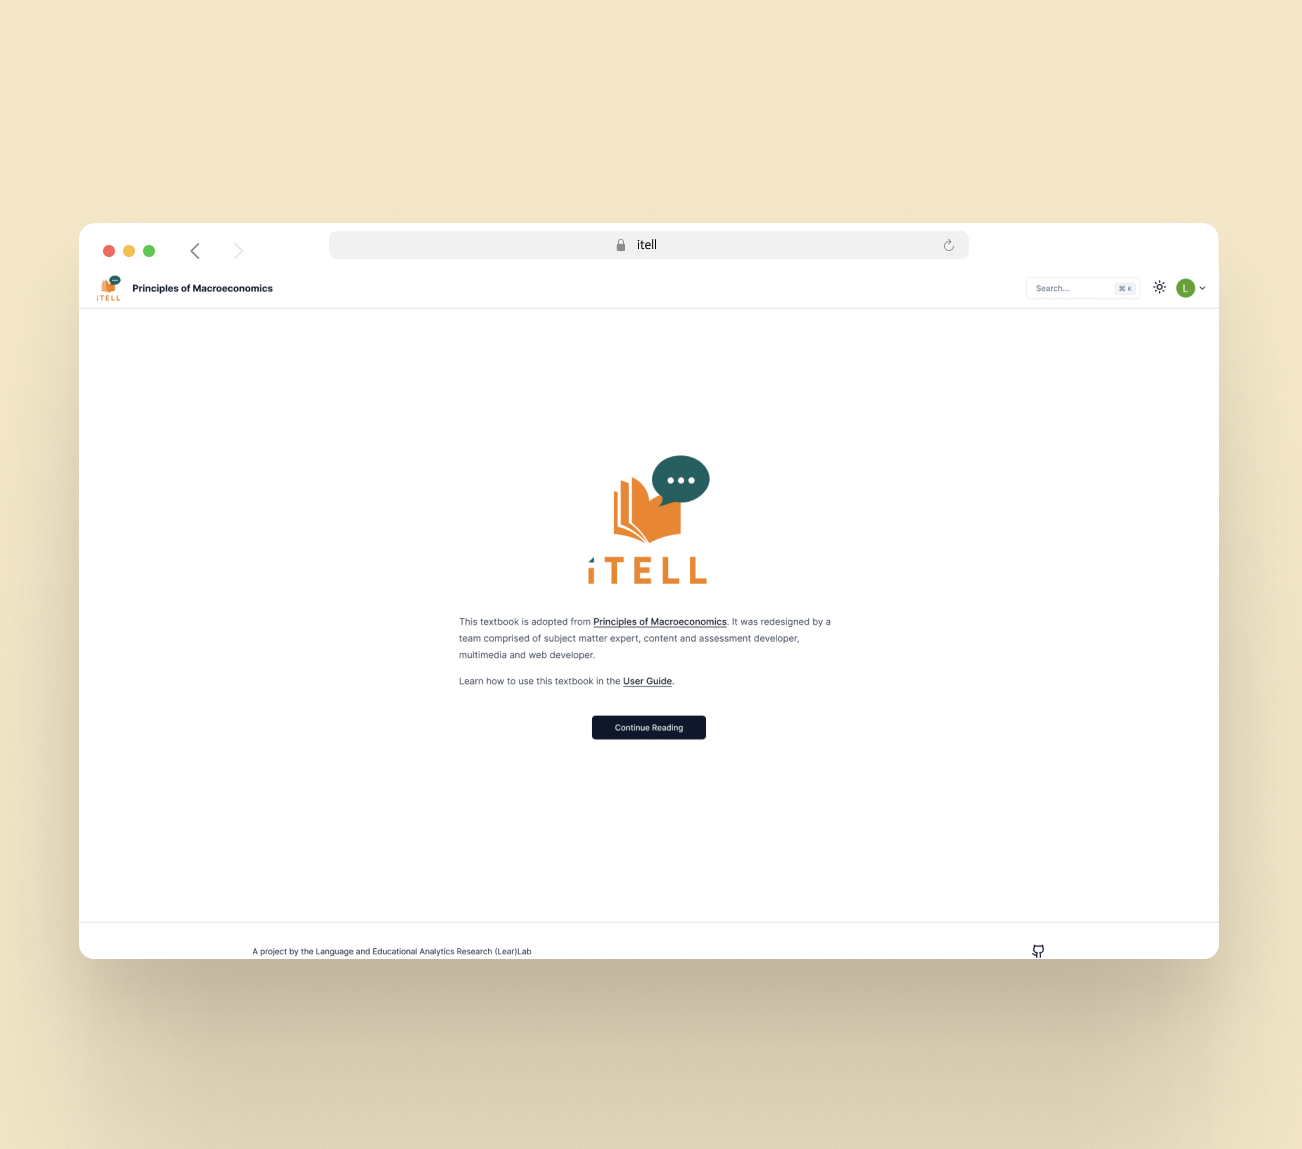 itell
iTELL
Principles of Macroeconomics
Search...
⌘ K
L
iTELL
This textbook is adopted from Principles of Macroeconomics. It was redesigned by a
team comprised of subject matter expert, content and assessment developer,
multimedia and web developer.
Learn how to use this textbook in the User Guide.
Continue Reading
A project by the Language and Educational Analytics Research (Lear)Lab